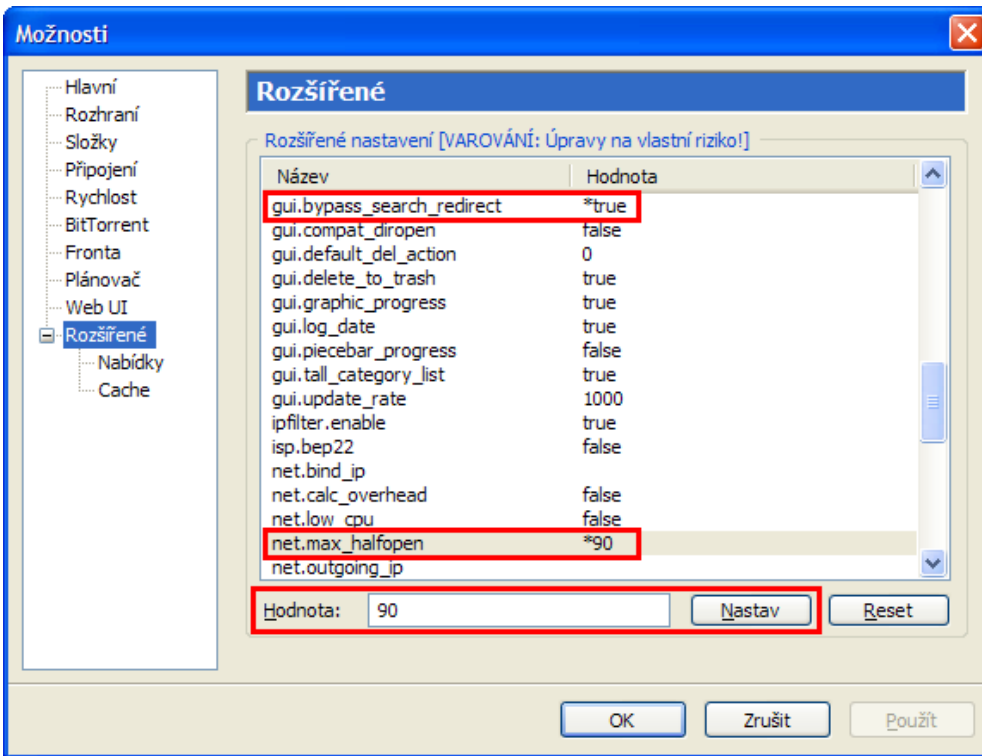 Možnosti
Hlavní
Rozhraní
Složky
Připojení
Rychlost
BitTorrent
Fronta
Plánovač
Web UI
Rozšířené
Nabídky
Cache
Rozšířené
Rozšířené nastavení [VAROVÁNÍ: Úpravy na vlastní riziko!]
Název Hodnota
gui.bypass_search_redirect *true
gui.compat_diropen false
gui.default_del_action 0
gui.delete_to_trash true
gui.graphic_progress true
gui.log_date true
gui.piecebar_progress false
gui.tall_category_list true
gui.update_rate 1000
ipfilter.enable true
isp.bep22 false
net.bind_ip
net.calc_overhead false
net.low_cpu false
net.max_halfopen *90
net.outgoing_ip
Hodnota: 90 Nastav Reset
OK Zrušit Použít